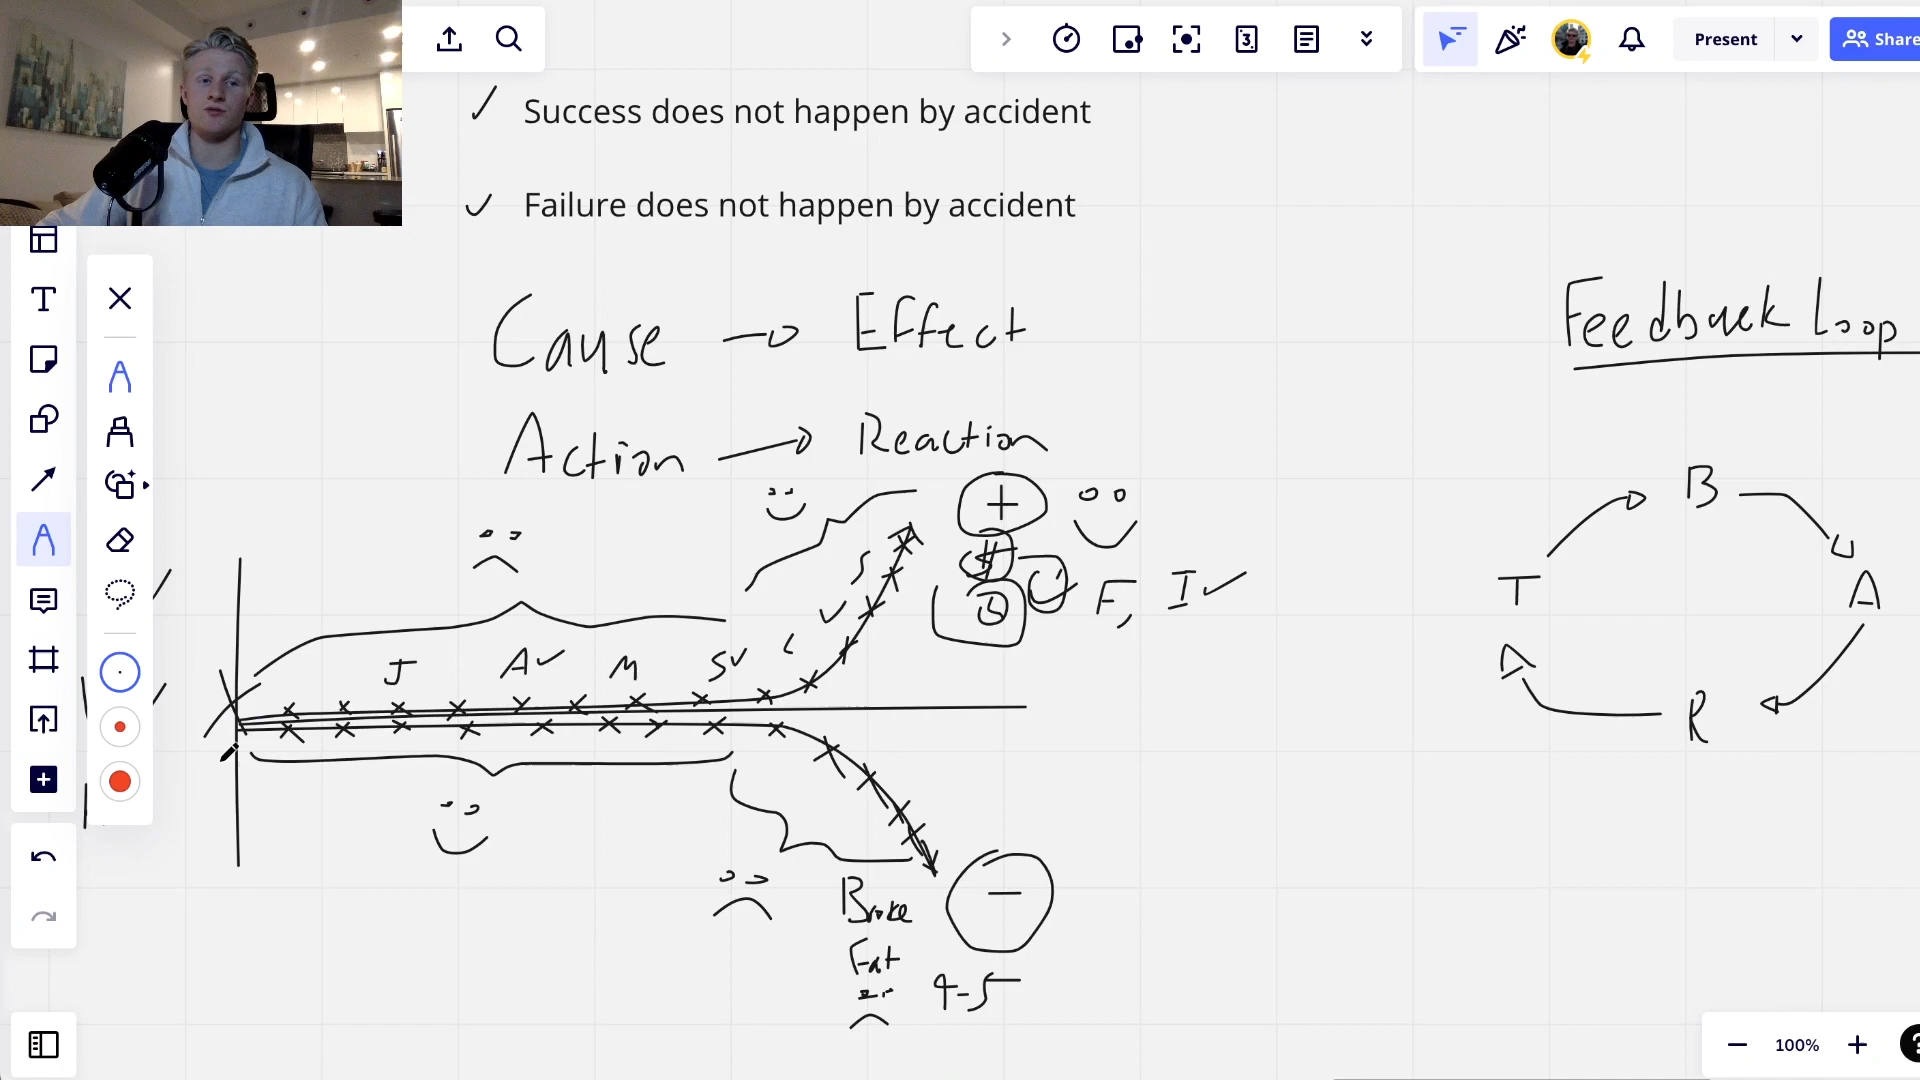 Present
Share
Success does not happen by accident
Failure does not happen by accident
Cause → Effect
Action → Reaction
Feedback Loop
+
$
F, I ✓
J A ✓ M S ✓
B
T A
A
R
Broke
Fat
4-5
−
100%